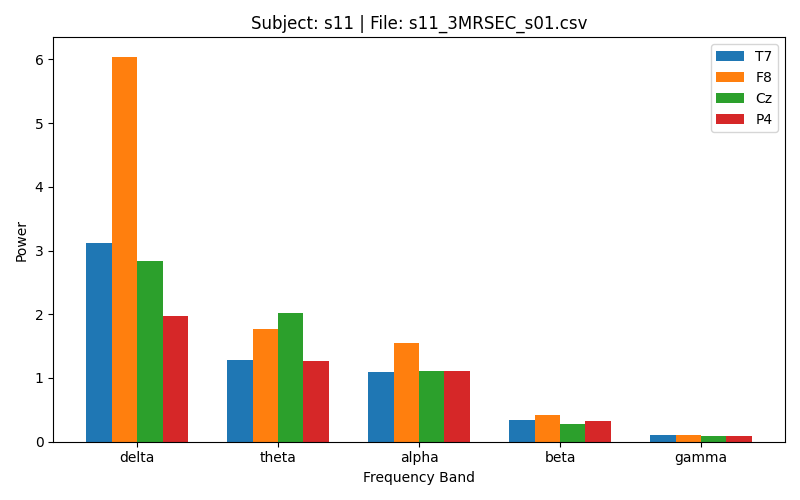 Subject: s11 | File: s11_3MRSEC_s01.csv
T7
F8
Cz
P4
Power
6
5
4
3
2
1
0
delta theta alpha beta gamma
Frequency Band